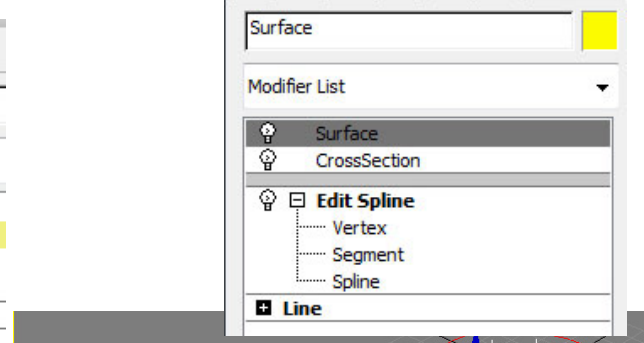 Surface
Modifier List
Surface
CrossSection
Edit Spline
Vertex
Segment
Spline
Line